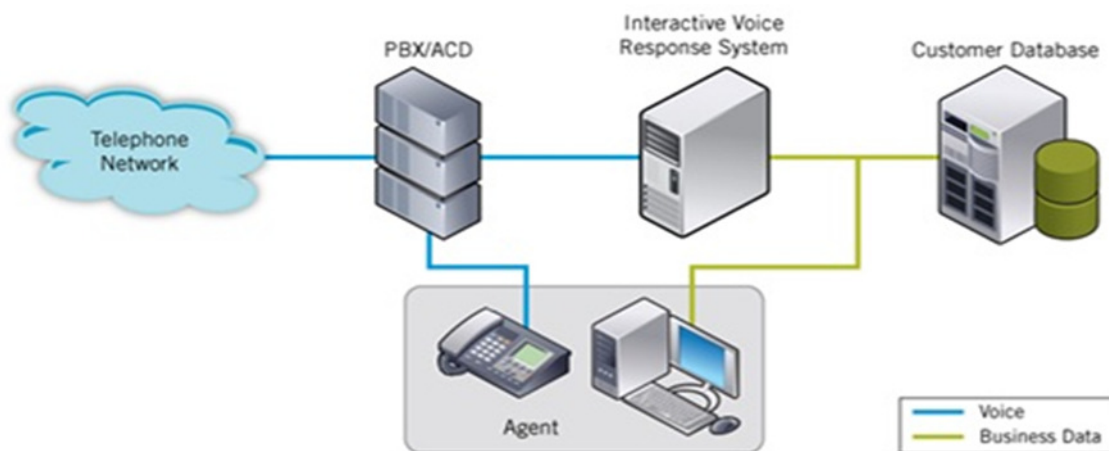 Interactive Voice
Response System
PBX/ACD
Customer Database
Telephone
Network
Agent
Voice
Business Data